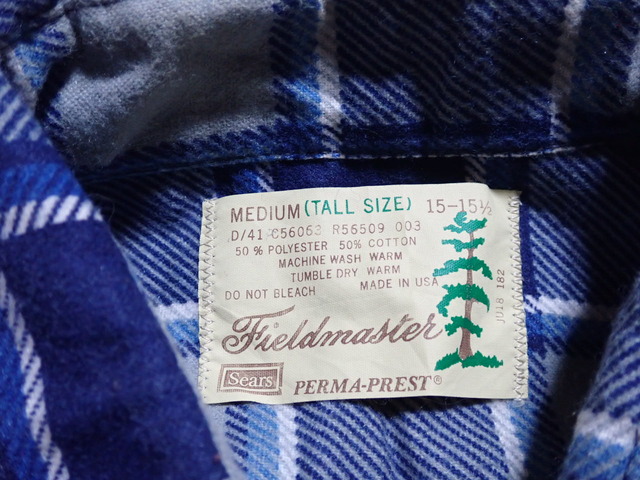 MEDIUM (TALL SIZE) 15-15½
D/41 C56053 R56509 003
50% POLYESTER 50% COTTON
MACHINE WASH WARM
TUMBLE DRY WARM
DO NOT BLEACH MADE IN USA
Fieldmaster
Sears PERMA-PREST®
JU18 182